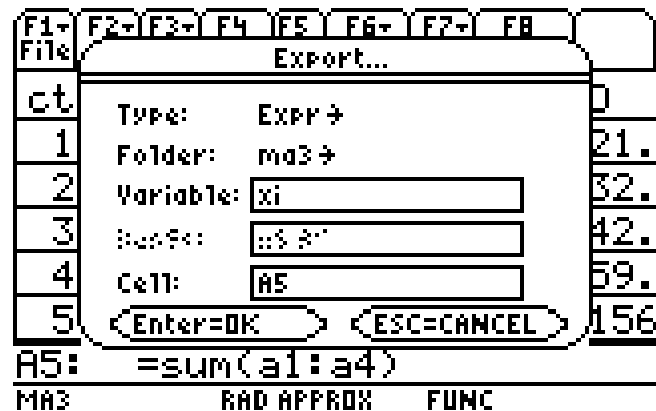 F1 F2 F3 F4 F5 F6 F7 F8
File
Export...
ct
Type: Expr→
1 21.
Folder: ma3→
2 Variable: xi 32.
3 42.
4 Cell: A5 59.
5 Enter=OK ESC=CANCEL 156
A5: =sum(a1:a4)
MA3 RAD APPROX FUNC